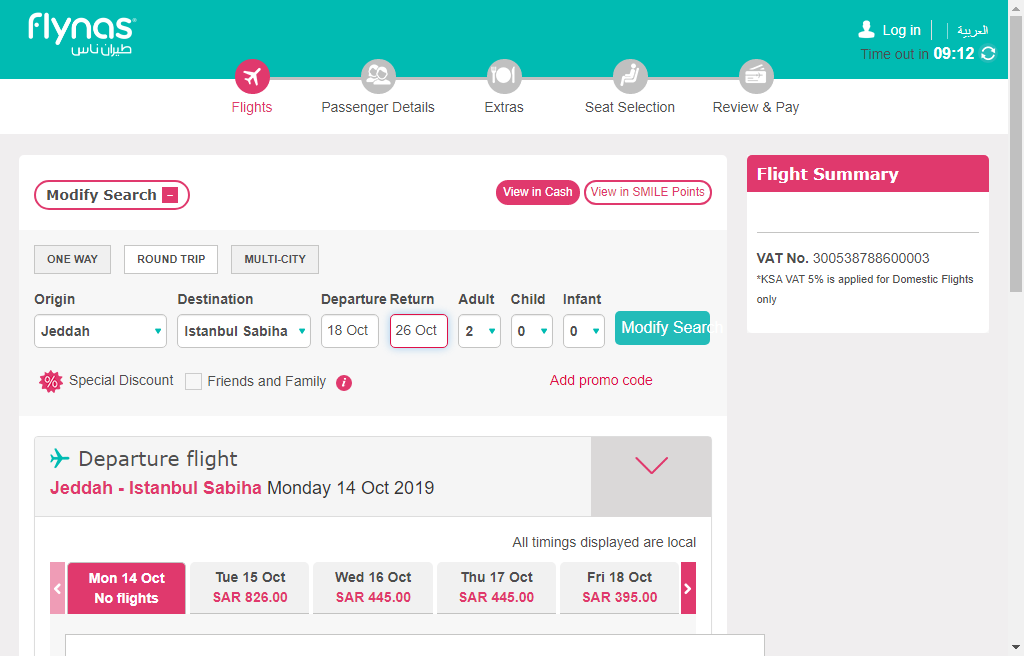 flynas
طيران ناس
Log in
العربية
Time out in 09:12
Flights
Passenger Details
Extras
Seat Selection
Review & Pay
Modify Search
View in Cash
View in SMILE Points
Flight Summary
VAT No. 300538788600003
*KSA VAT 5% is applied for Domestic Flights
only
ONE WAY
ROUND TRIP
MULTI-CITY
Origin
Destination
Departure
Return
Adult
Child
Infant
Jeddah
Istanbul Sabiha
18 Oct
26 Oct
2
0
0
Modify Search
% Special Discount
Friends and Family
i
Add promo code
Departure flight
Jeddah - Istanbul Sabiha Monday 14 Oct 2019
All timings displayed are local
Mon 14 Oct
No flights
Tue 15 Oct
SAR 826.00
Wed 16 Oct
SAR 445.00
Thu 17 Oct
SAR 445.00
Fri 18 Oct
SAR 395.00